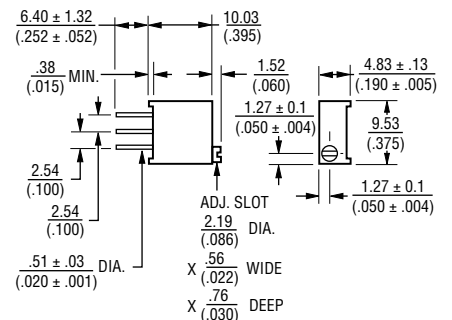 6.40 ± 1.32
(.252 ± .052)
10.03
(.395)
.38
(.015) MIN.
1.52
(.060)
4.83 ± .13
(.190 ± .005)
1.27 ± 0.1
(.050 ± .004)
9.53
(.375)
2.54
(.100)
2.54
(.100)
1.27 ± 0.1
(.050 ± .004)
ADJ. SLOT
2.19
(.086) DIA.
.51 ± .03
(.020 ± .001) DIA.
X .56
(.022) WIDE
X .76
(.030) DEEP